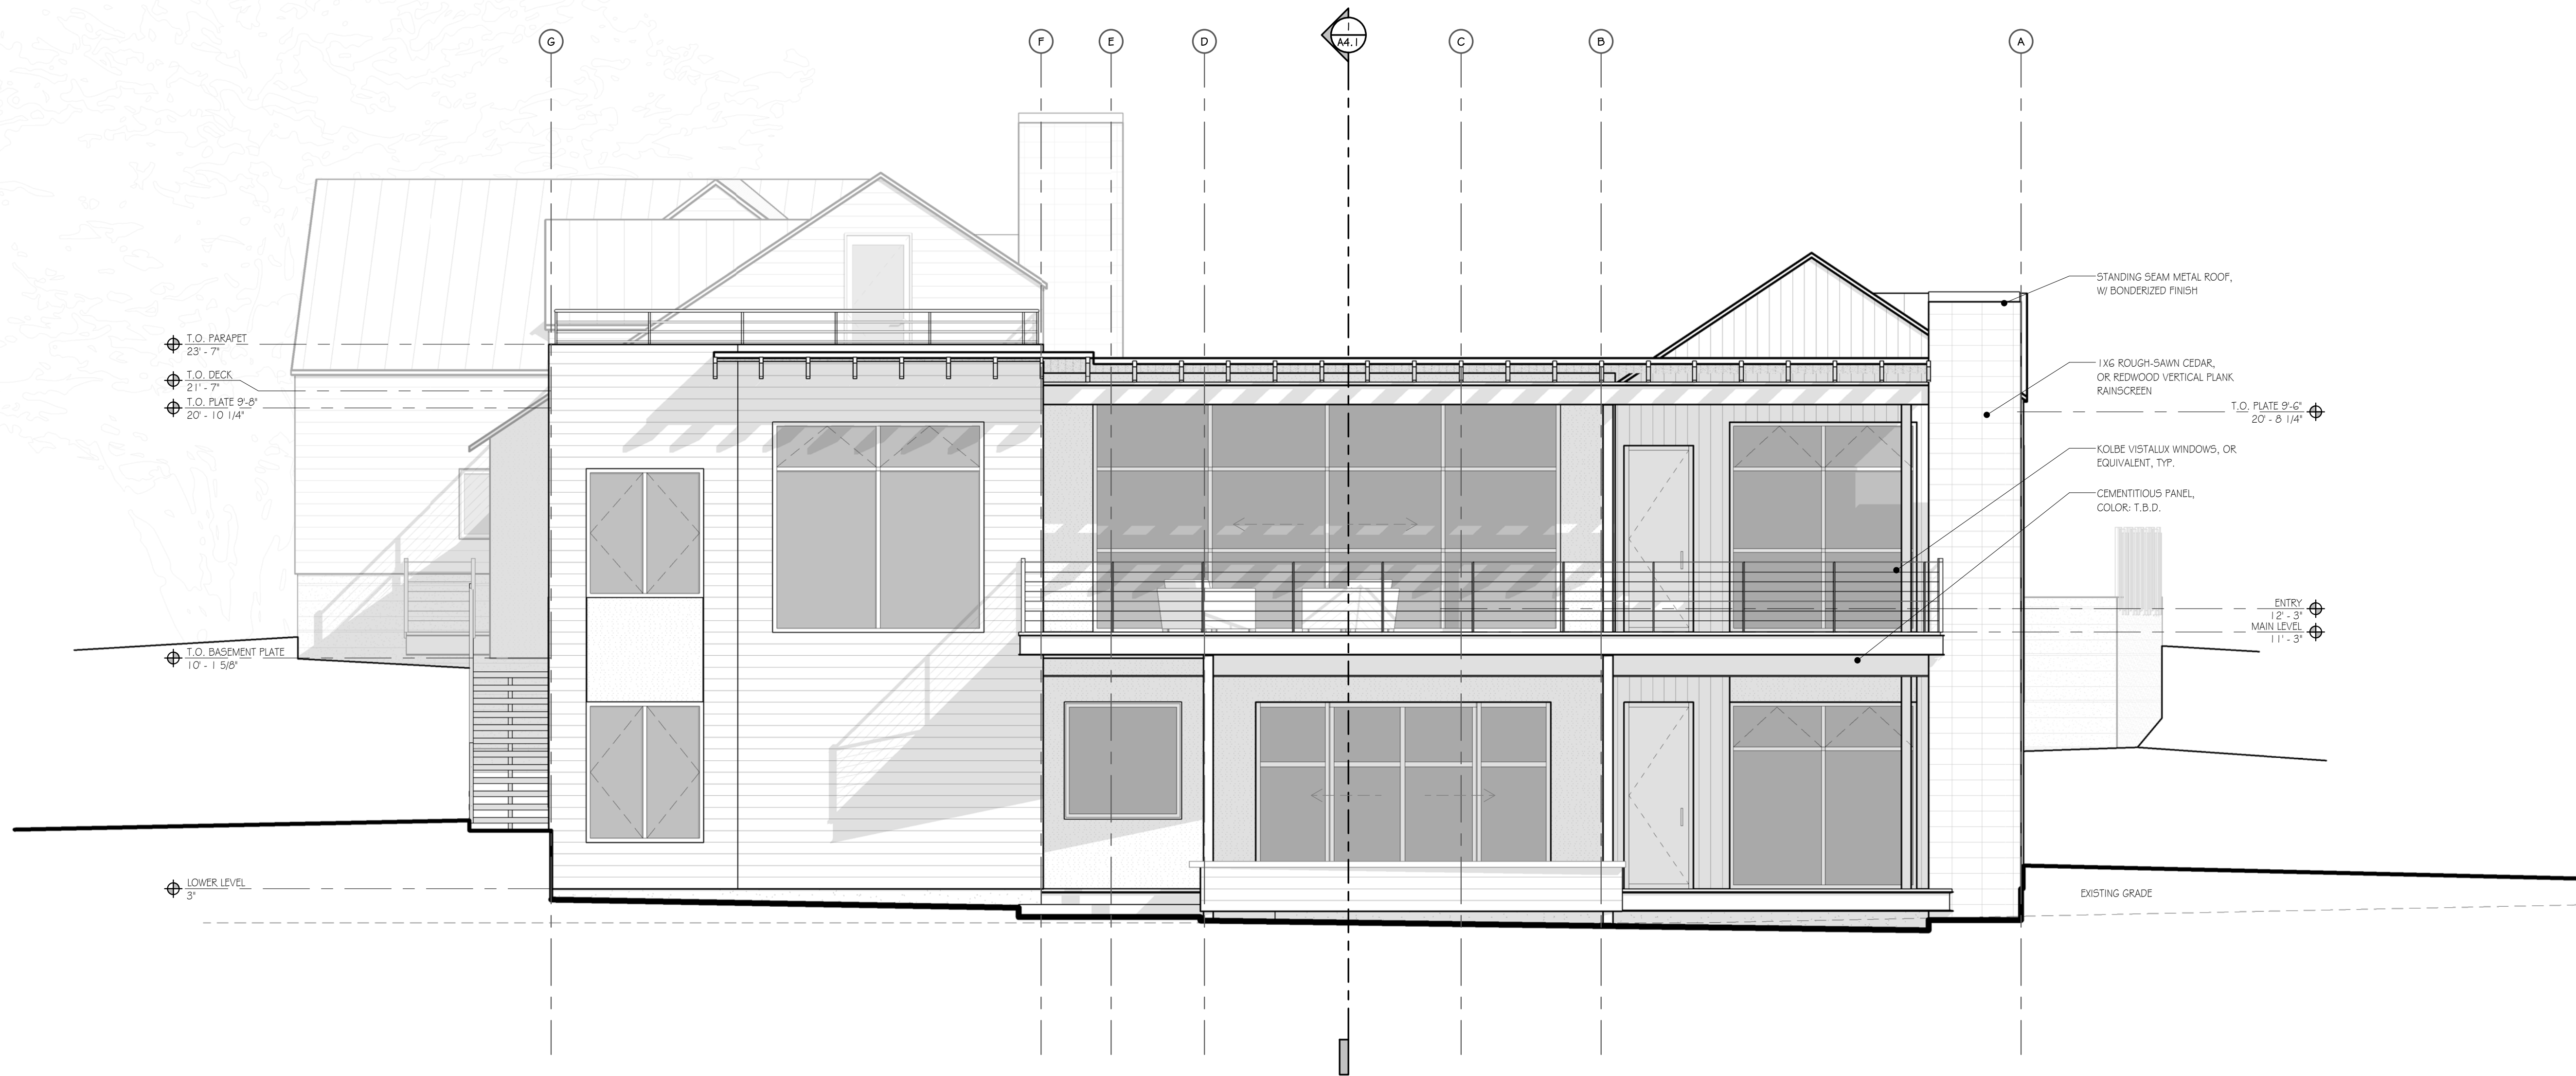 G
F
E
D
1
A4.1
C
B
A
T.O. PARAPET
23' - 7"
T.O. DECK
21' - 7"
T.O. PLATE 9'-8"
20' - 10 1/4"
T.O. BASEMENT PLATE
10' - 1 5/8"
LOWER LEVEL
3"
STANDING SEAM METAL ROOF,
W/ BONDERIZED FINISH
1X6 ROUGH-SAWN CEDAR,
OR REDWOOD VERTICAL PLANK
RAINSCREEN
T.O. PLATE 9'-6"
20' - 8 1/4"
KOLBE VISTALUX WINDOWS, OR
EQUIVALENT, TYP.
CEMENTITIOUS PANEL,
COLOR: T.B.D.
ENTRY
12' - 3"
MAIN LEVEL
11' - 3"
EXISTING GRADE